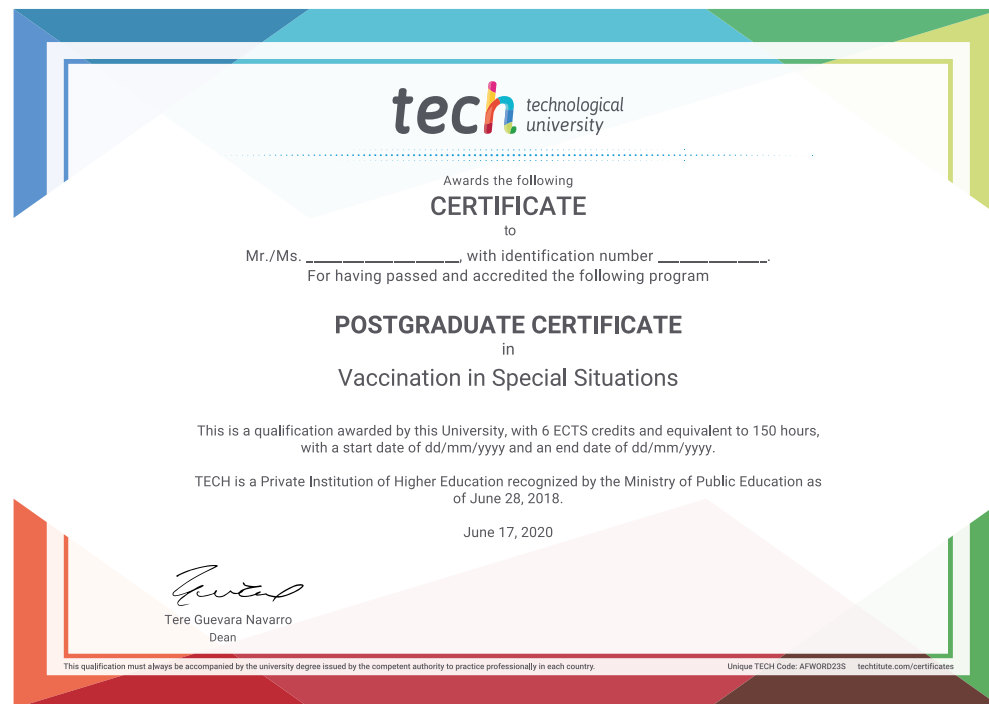 tech technological
university
Awards the following
CERTIFICATE
to
Mr./Ms. __________________, with identification number _____________.
For having passed and accredited the following program
POSTGRADUATE CERTIFICATE
in
Vaccination in Special Situations
This is a qualification awarded by this University, with 6 ECTS credits and equivalent to 150 hours,
with a start date of dd/mm/yyyy and an end date of dd/mm/yyyy.
TECH is a Private Institution of Higher Education recognized by the Ministry of Public Education as
of June 28, 2018.
June 17, 2020
Tere Guevara Navarro
Dean
This qualification must always be accompanied by the university degree issued by the competent authority to practice professionally in each country.
Unique TECH Code: AFWORD23S techtitute.com/certificates